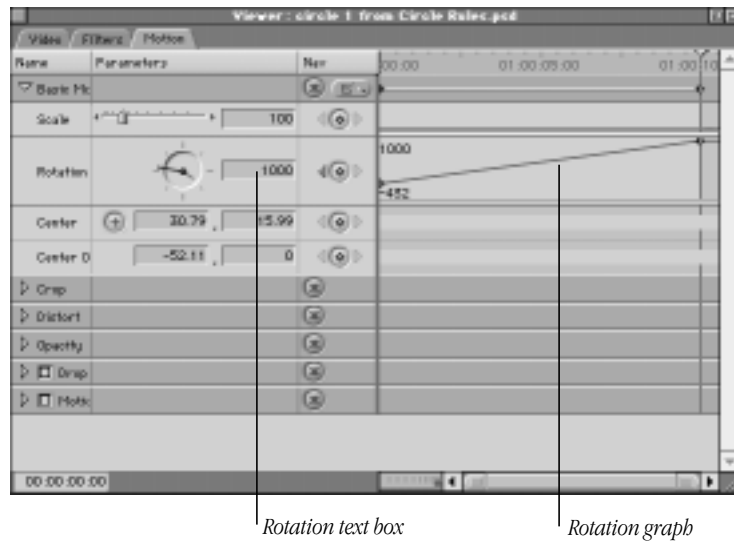 Viewer : circle 1 from Circle Rules.psd
Video Filters Motion
Name Parameters Nav 00:00 01:00:05:00 01:00:10
Basic Mo
Scale 100
Rotation 1000
1000
-452
Center 30.79 , 15.99
Center O -52.11 , 0
Crop
Distort
Opacity
Drop
Motio
00:00:00:00
Rotation text box Rotation graph